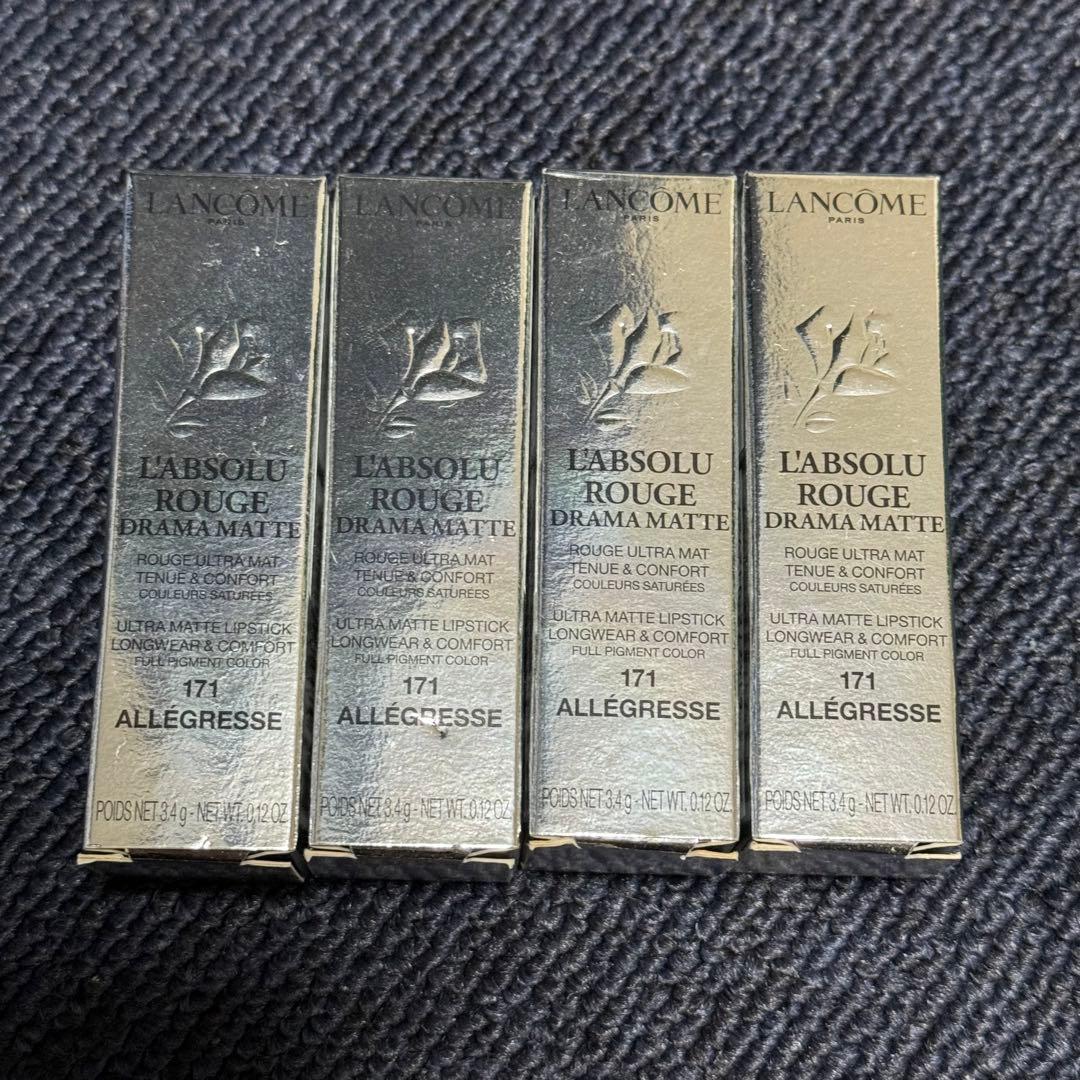 LANCÔME
PARIS
L'ABSOLU
ROUGE
DRAMA MATTE
ROUGE ULTRA MAT
TENUE & CONFORT
COULEURS SATURÉES
ULTRA MATTE LIPSTICK
LONGWEAR & COMFORT
FULL PIGMENT COLOR
171
ALLÉGRESSE
POIDS NET 3.4 g - NET WT. 0.12 OZ.
LANCÔME
PARIS
L'ABSOLU
ROUGE
DRAMA MATTE
ROUGE ULTRA MAT
TENUE & CONFORT
COULEURS SATURÉES
ULTRA MATTE LIPSTICK
LONGWEAR & COMFORT
FULL PIGMENT COLOR
171
ALLÉGRESSE
POIDS NET 3.4 g - NET WT. 0.12 OZ.
LANCÔME
PARIS
L'ABSOLU
ROUGE
DRAMA MATTE
ROUGE ULTRA MAT
TENUE & CONFORT
COULEURS SATURÉES
ULTRA MATTE LIPSTICK
LONGWEAR & COMFORT
FULL PIGMENT COLOR
171
ALLÉGRESSE
POIDS NET 3.4 g - NET WT. 0.12 OZ.
LANCÔME
PARIS
L'ABSOLU
ROUGE
DRAMA MATTE
ROUGE ULTRA MAT
TENUE & CONFORT
COULEURS SATURÉES
ULTRA MATTE LIPSTICK
LONGWEAR & COMFORT
FULL PIGMENT COLOR
171
ALLÉGRESSE
POIDS NET 3.4 g - NET WT. 0.12 OZ.